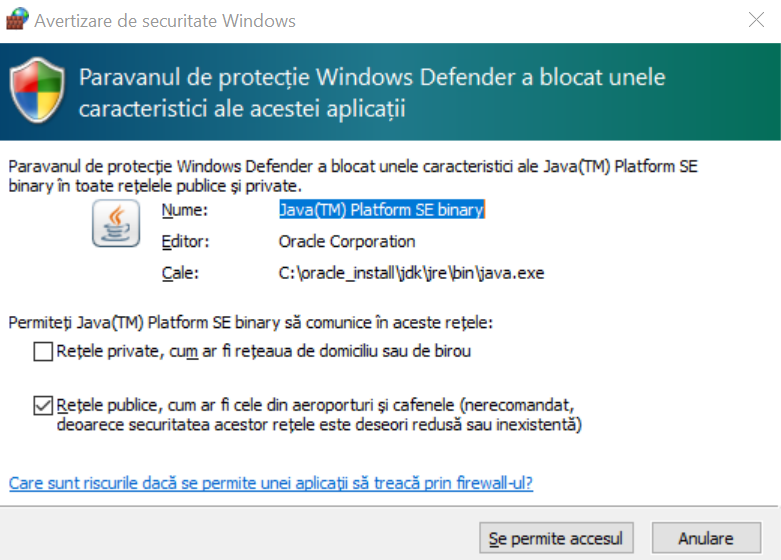 Avertizare de securitate Windows
Paravanul de protecție Windows Defender a blocat unele
caracteristici ale acestei aplicații
Paravanul de protecție Windows Defender a blocat unele caracteristici ale Java(TM) Platform SE
binary în toate rețelele publice și private.
Nume: Java(TM) Platform SE binary
Editor: Oracle Corporation
Cale: C:\oracle_install\jdk\jre\bin\java.exe
Permiteți Java(TM) Platform SE binary să comunice în aceste rețele:
Rețele private, cum ar fi rețeaua de domiciliu sau de birou
Rețele publice, cum ar fi cele din aeroporturi și cafenele (nerecomandat,
deoarece securitatea acestor rețele este deseori redusă sau inexistentă)
Care sunt riscurile dacă se permite unei aplicații să treacă prin firewall-ul?
Se permite accesul Anulare